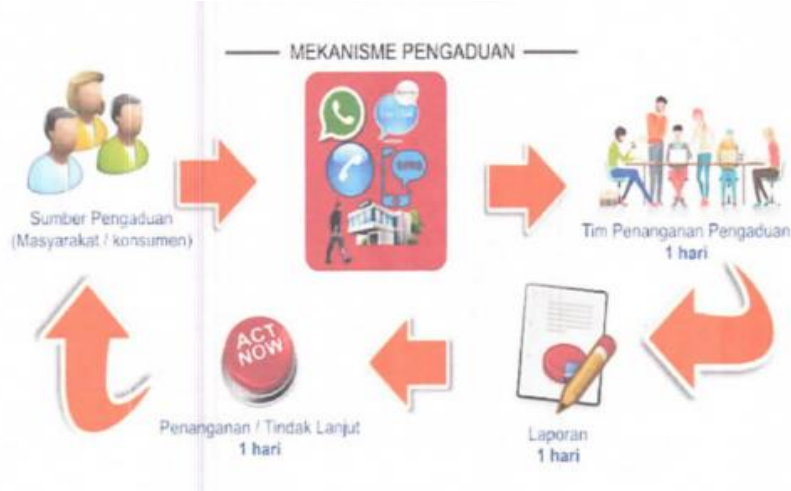 MEKANISME PENGADUAN
sms
Sumber Pengaduan
(Masyarakat / konsumen)
Tim Penanganan Pengaduan
1 hari
ACT
NOW
Penanganan / Tindak Lanjut
1 hari
Laporan
1 hari